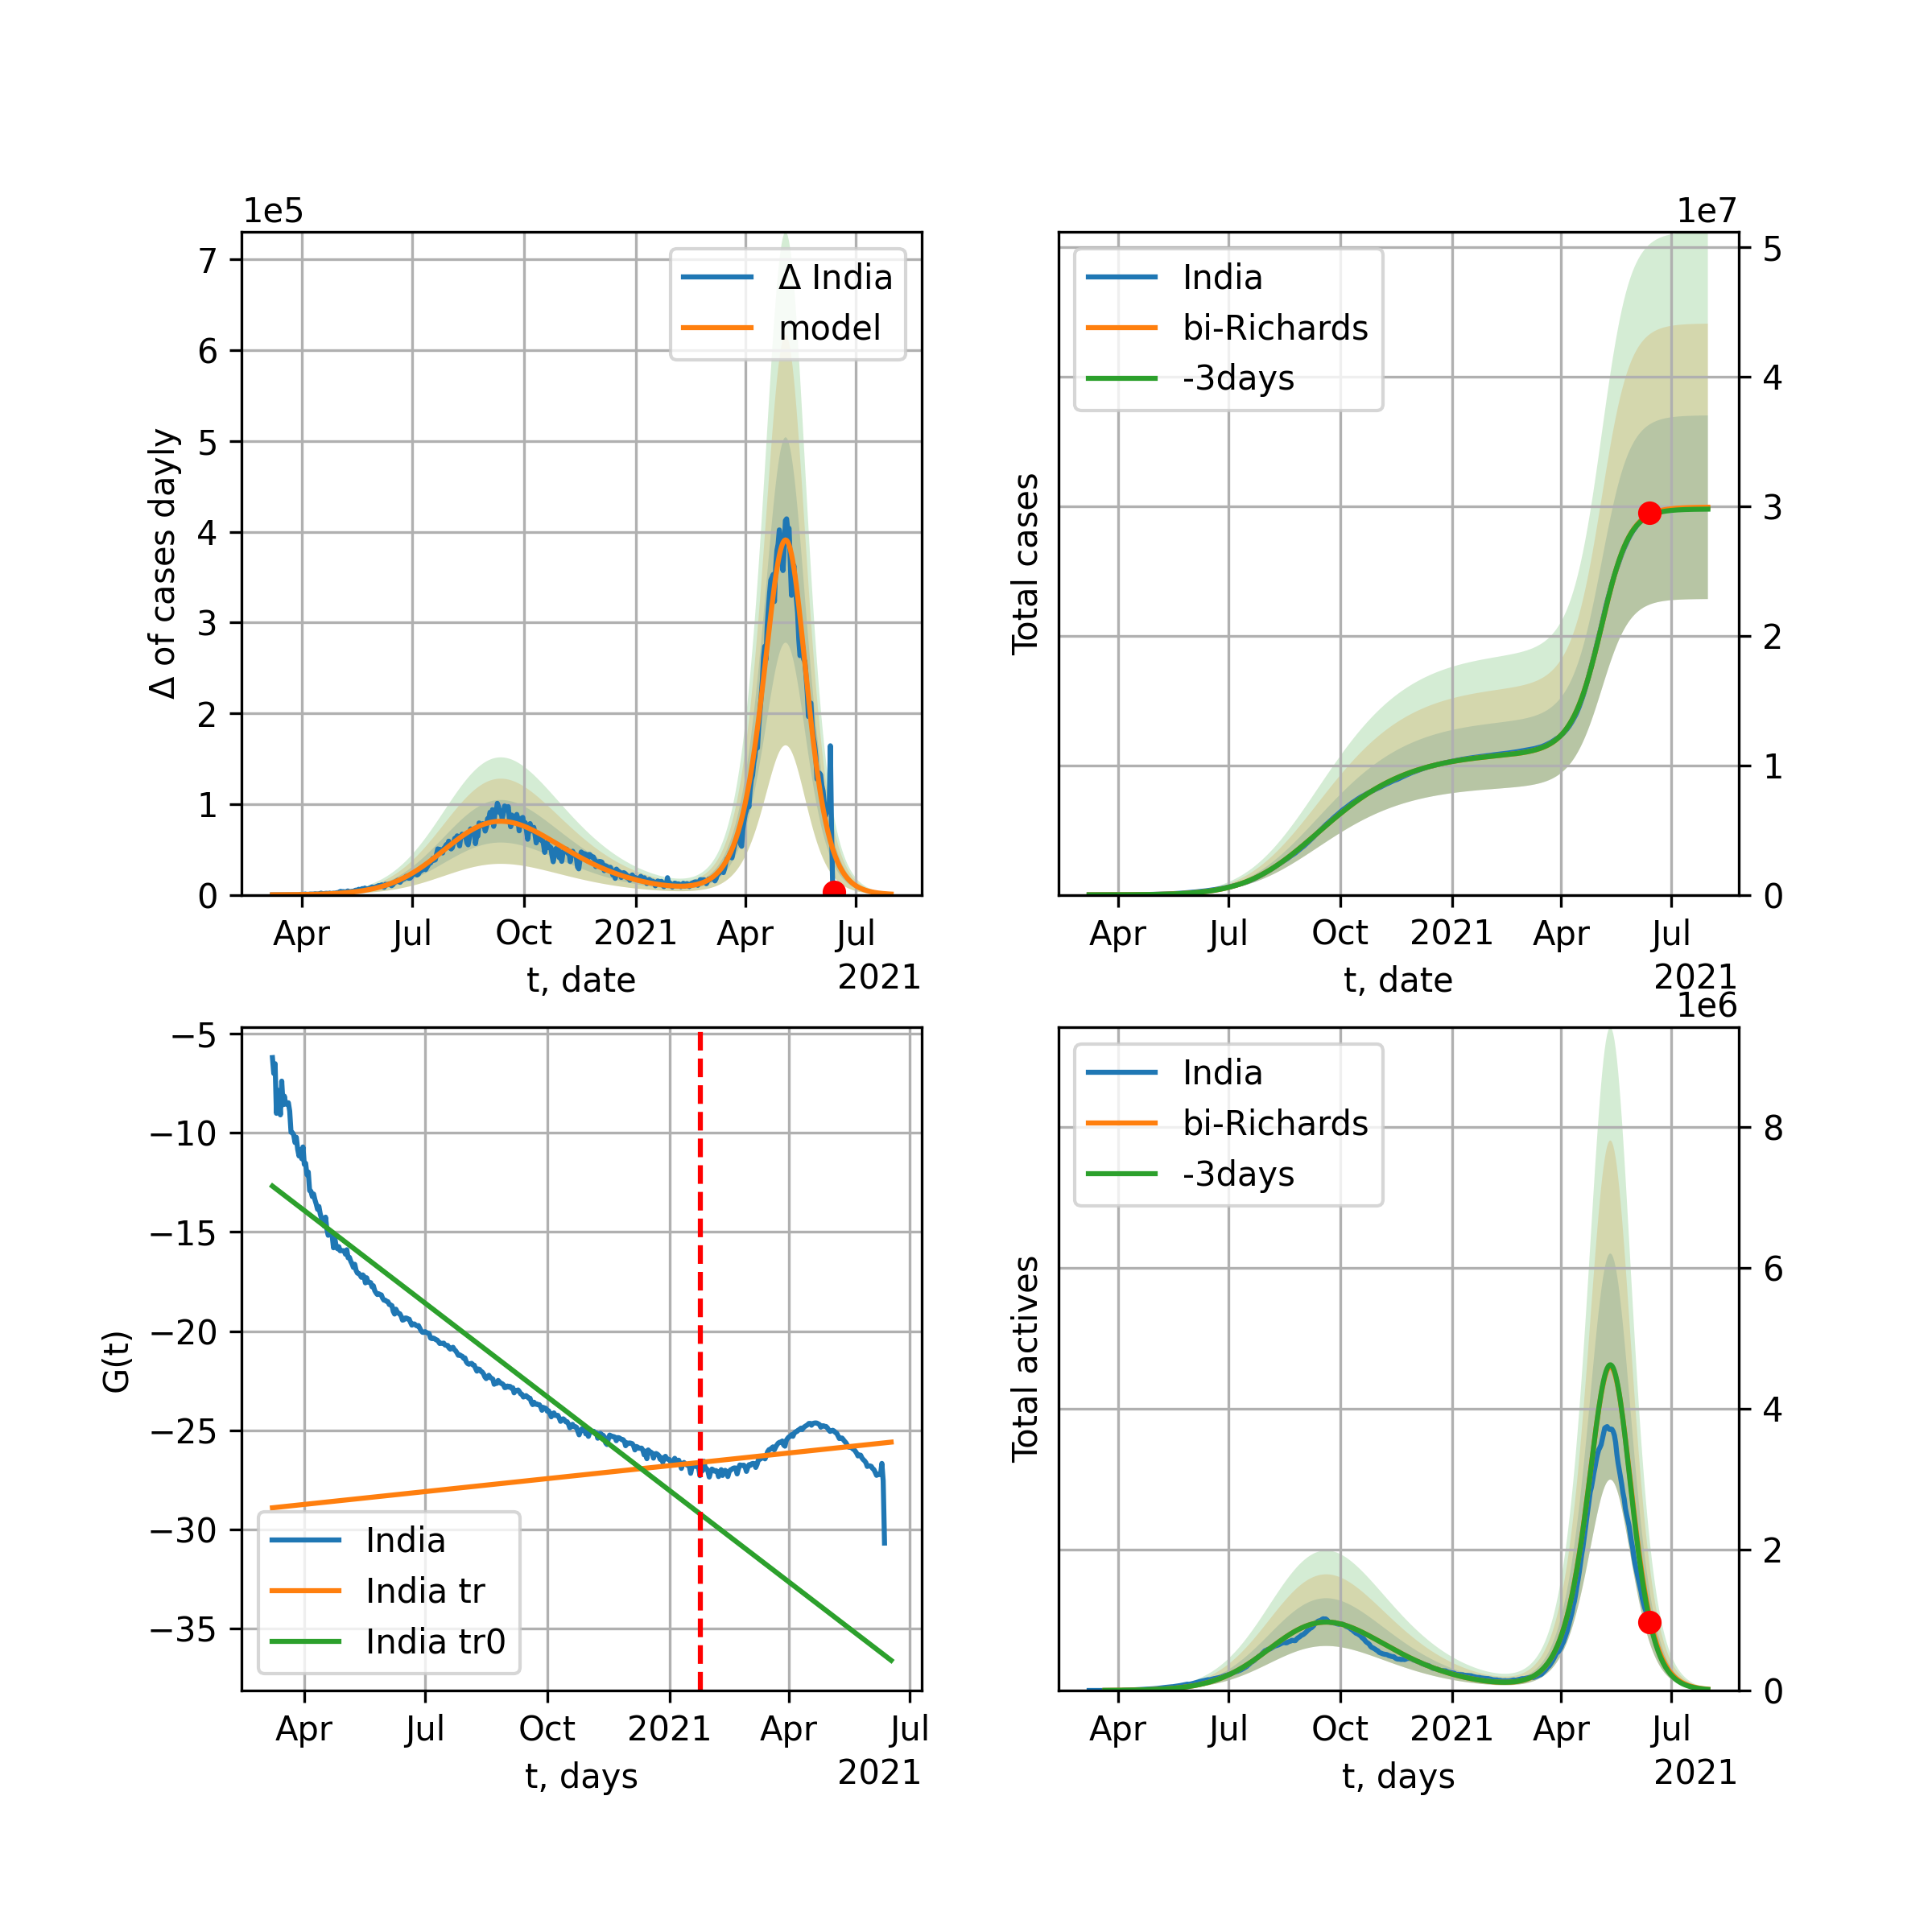 1e5
Δ of cases dayly
7
6
5
4
3
2
1
0
Δ India
model
Apr
Jul
Oct
2021
Apr
Jul
t, date
2021
1e7
Total cases
India
bi-Richards
-3days
5
4
3
2
1
0
Apr
Jul
Oct
2021
Apr
Jul
t, date
2021
G(t)
−5
−10
−15
−20
−25
−30
−35
India
India tr
India tr0
Apr
Jul
Oct
2021
Apr
Jul
t, days
2021
1e6
Total actives
India
bi-Richards
-3days
8
6
4
2
0
Apr
Jul
Oct
2021
Apr
Jul
t, days
2021